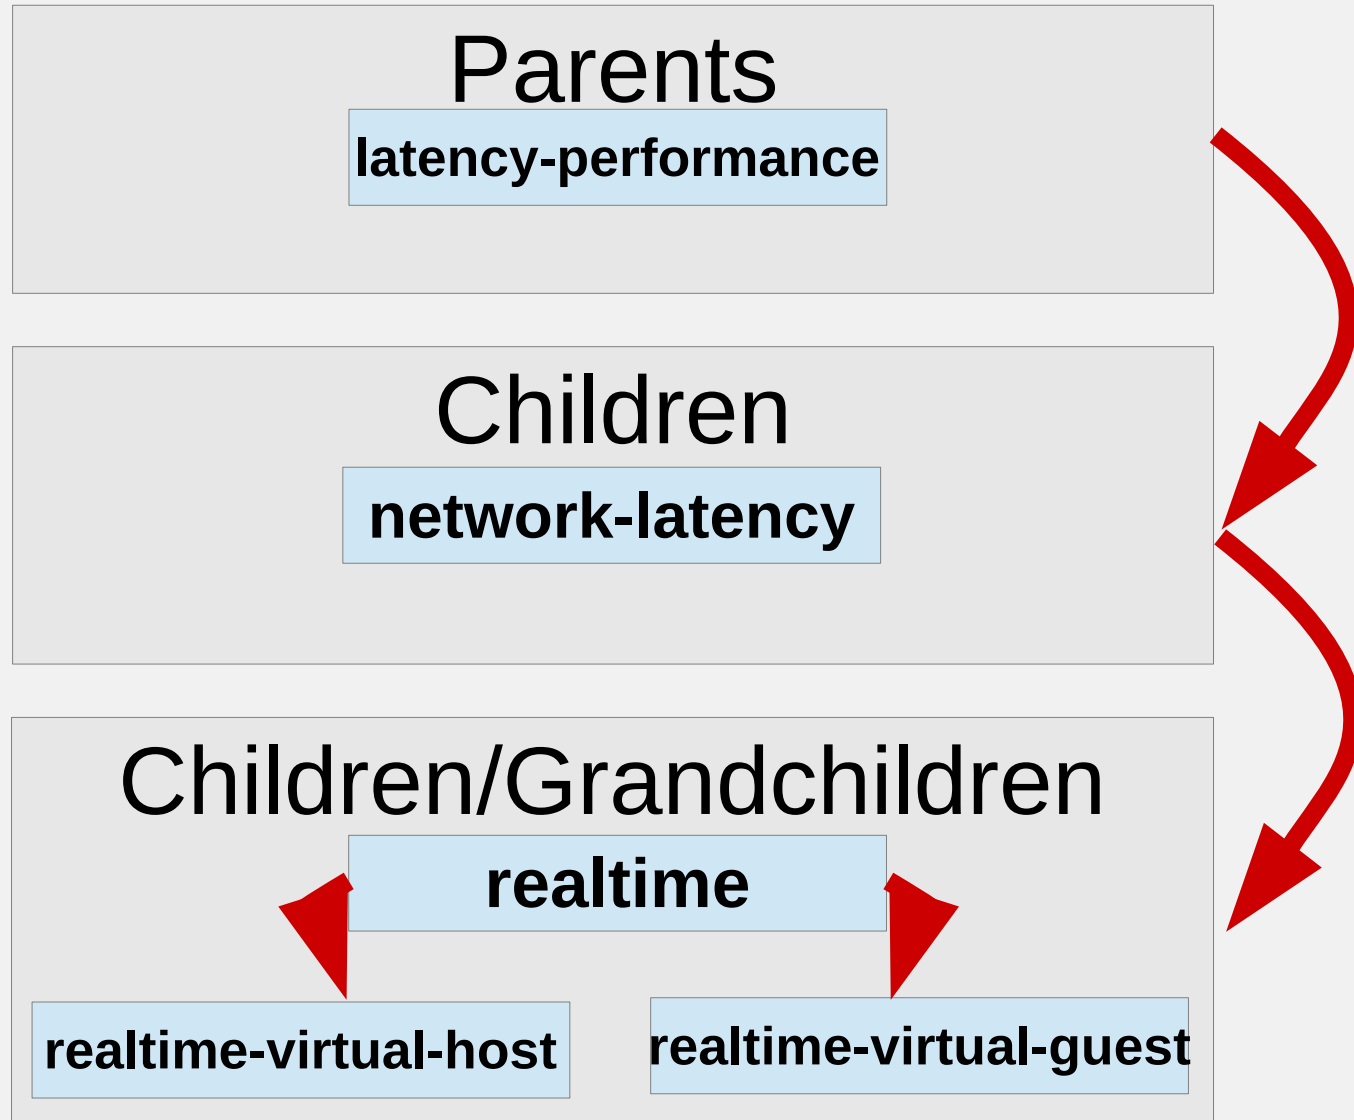 Parents
latency-performance
Children
network-latency
Children/Grandchildren
realtime
realtime-virtual-host
realtime-virtual-guest